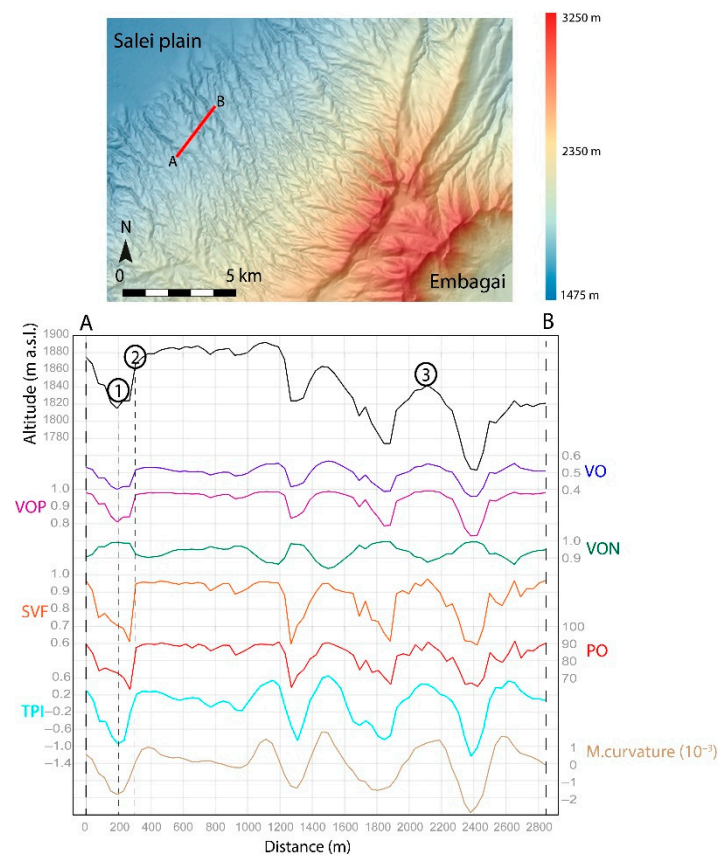 Salei plain
3250 m
B
A
2350 m
N
0 5 km
Embagai
1475 m
A B
Altitude (m a.s.l.)
1900
1880
1860
1840
1820
1800
1780
1 2 3
0.6
0.5 VO
0.4
VOP 1.0
0.9
0.8
1.0 VON
0.9
SVF 1.0
0.9
0.8
0.7
0.6
100
90 PO
80
70
TPI 0.6
0.2
−0.2
−0.6
−1.0
−1.4
M.curvature (10⁻³)
1
0
−1
−2
0 200 400 600 800 1000 1200 1400 1600 1800 2000 2200 2400 2600 2800
Distance (m)